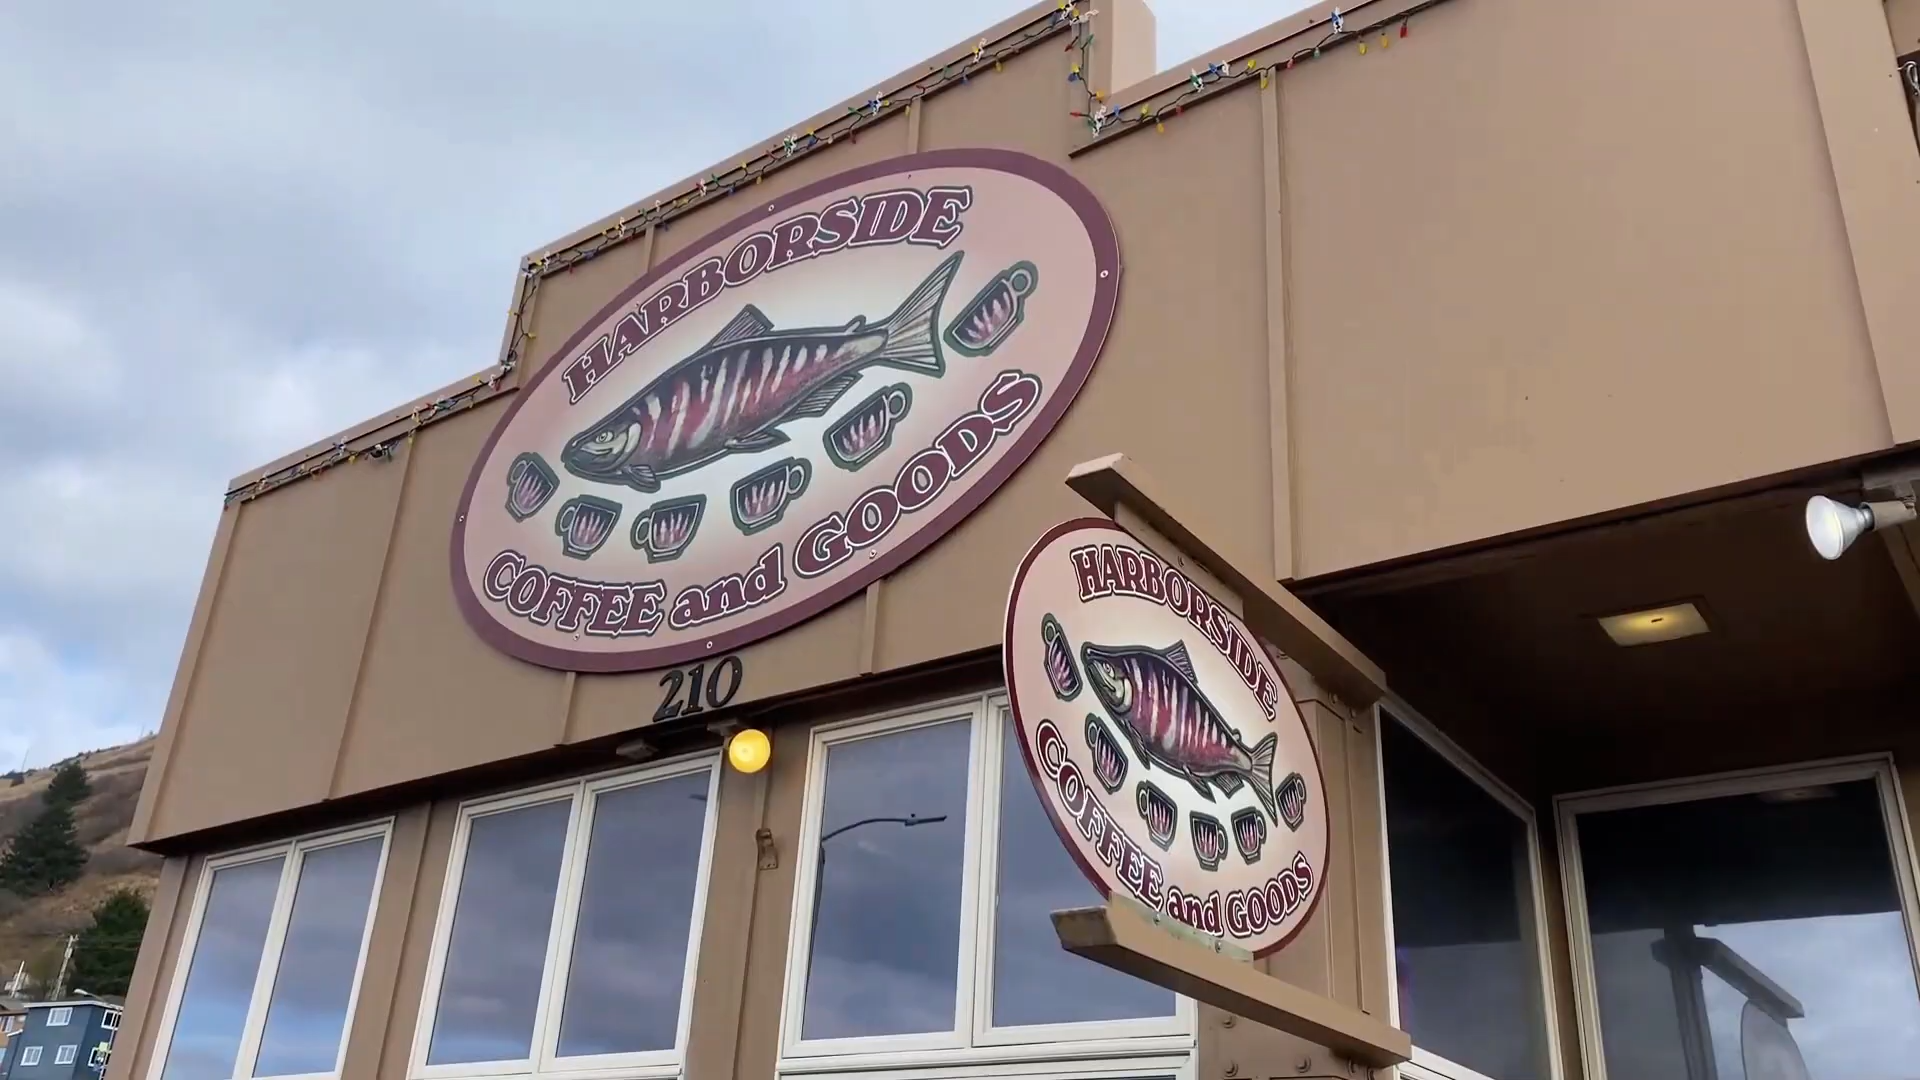 HARBORSIDE
COFFEE and GOODS
210
HARBORSIDE
COFFEE and GOODS